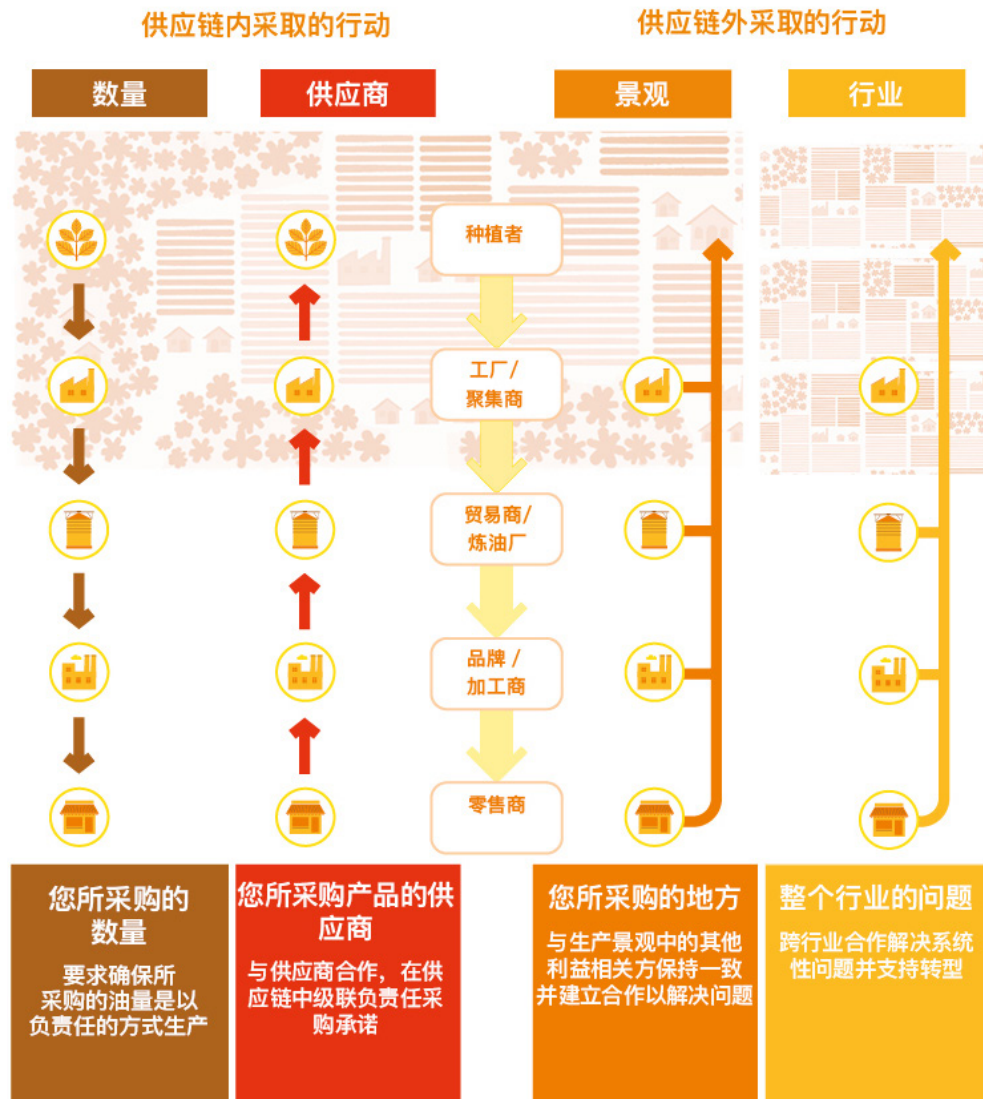 供应链内采取的行动
供应链外采取的行动
数量
供应商
景观
行业
种植者
工厂/
聚集商
贸易商/
炼油厂
品牌 /
加工商
零售商
您所采购的
数量
要求确保所
采购的油量是以
负责任的方式生产
您所采购产品的供
应商
与供应商合作，在供
应链中级联负责任采
购承诺
您所采购的地方
与生产景观中的其他
利益相关方保持一致
并建立合作以解决问题
整个行业的问题
跨行业合作解决系统
性问题并支持转型